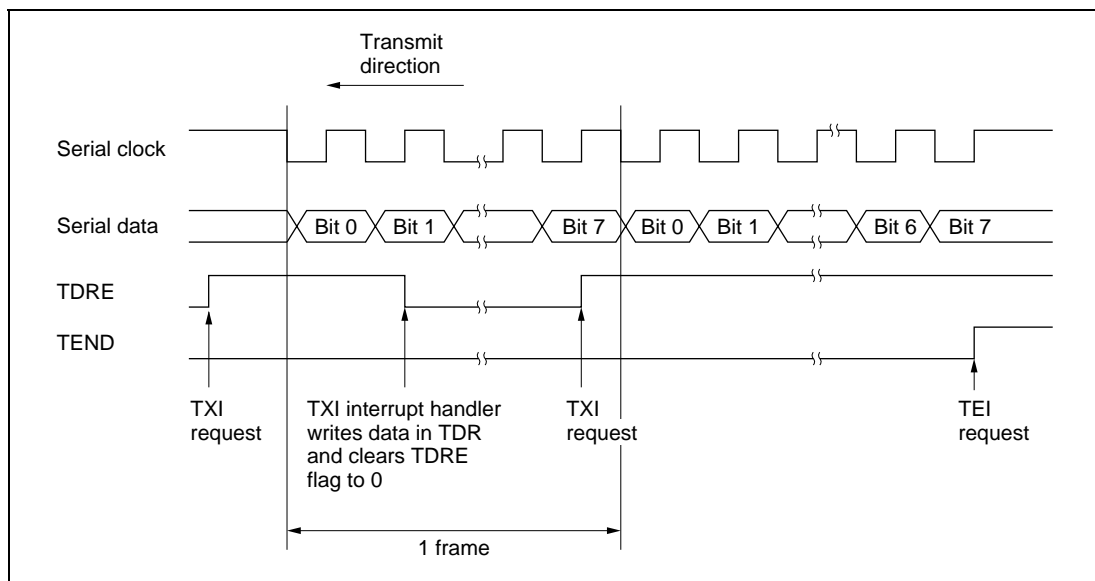 Transmit
direction
Serial clock
Serial data
Bit 0 Bit 1 Bit 7 Bit 0 Bit 1 Bit 6 Bit 7
TDRE
TEND
TXI
request
TXI interrupt handler
writes data in TDR
and clears TDRE
flag to 0
TXI
request
TEI
request
1 frame